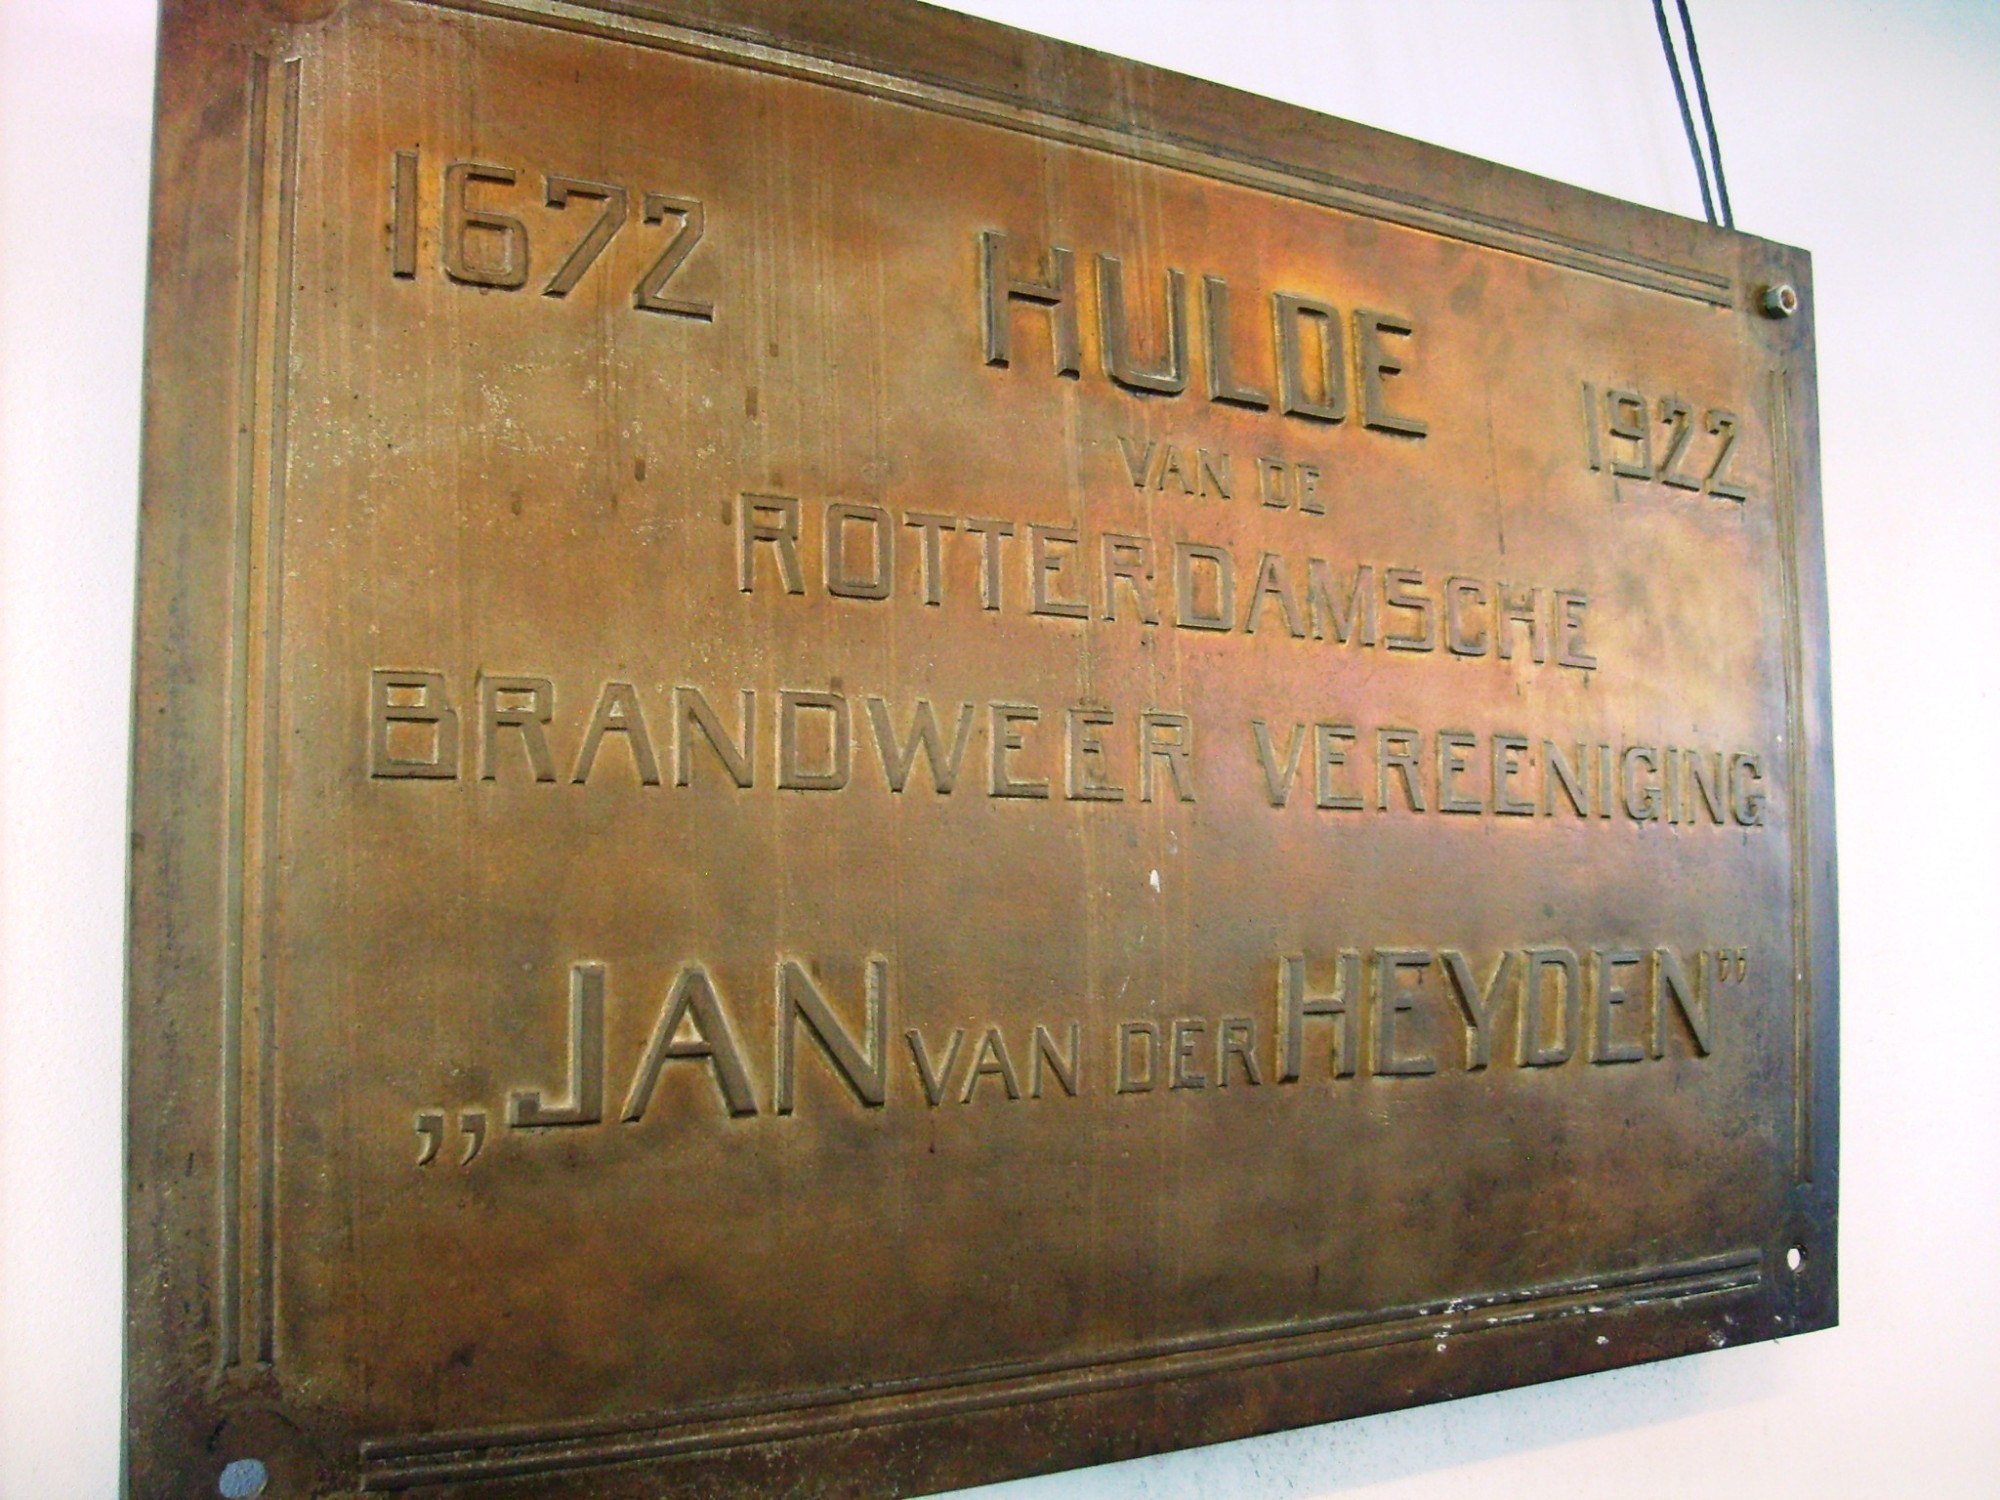 1672 HULDE 1922
VAN DE
ROTTERDAMSCHE
BRANDWEER VEREENIGING
„JAN VAN DER HEYDEN”